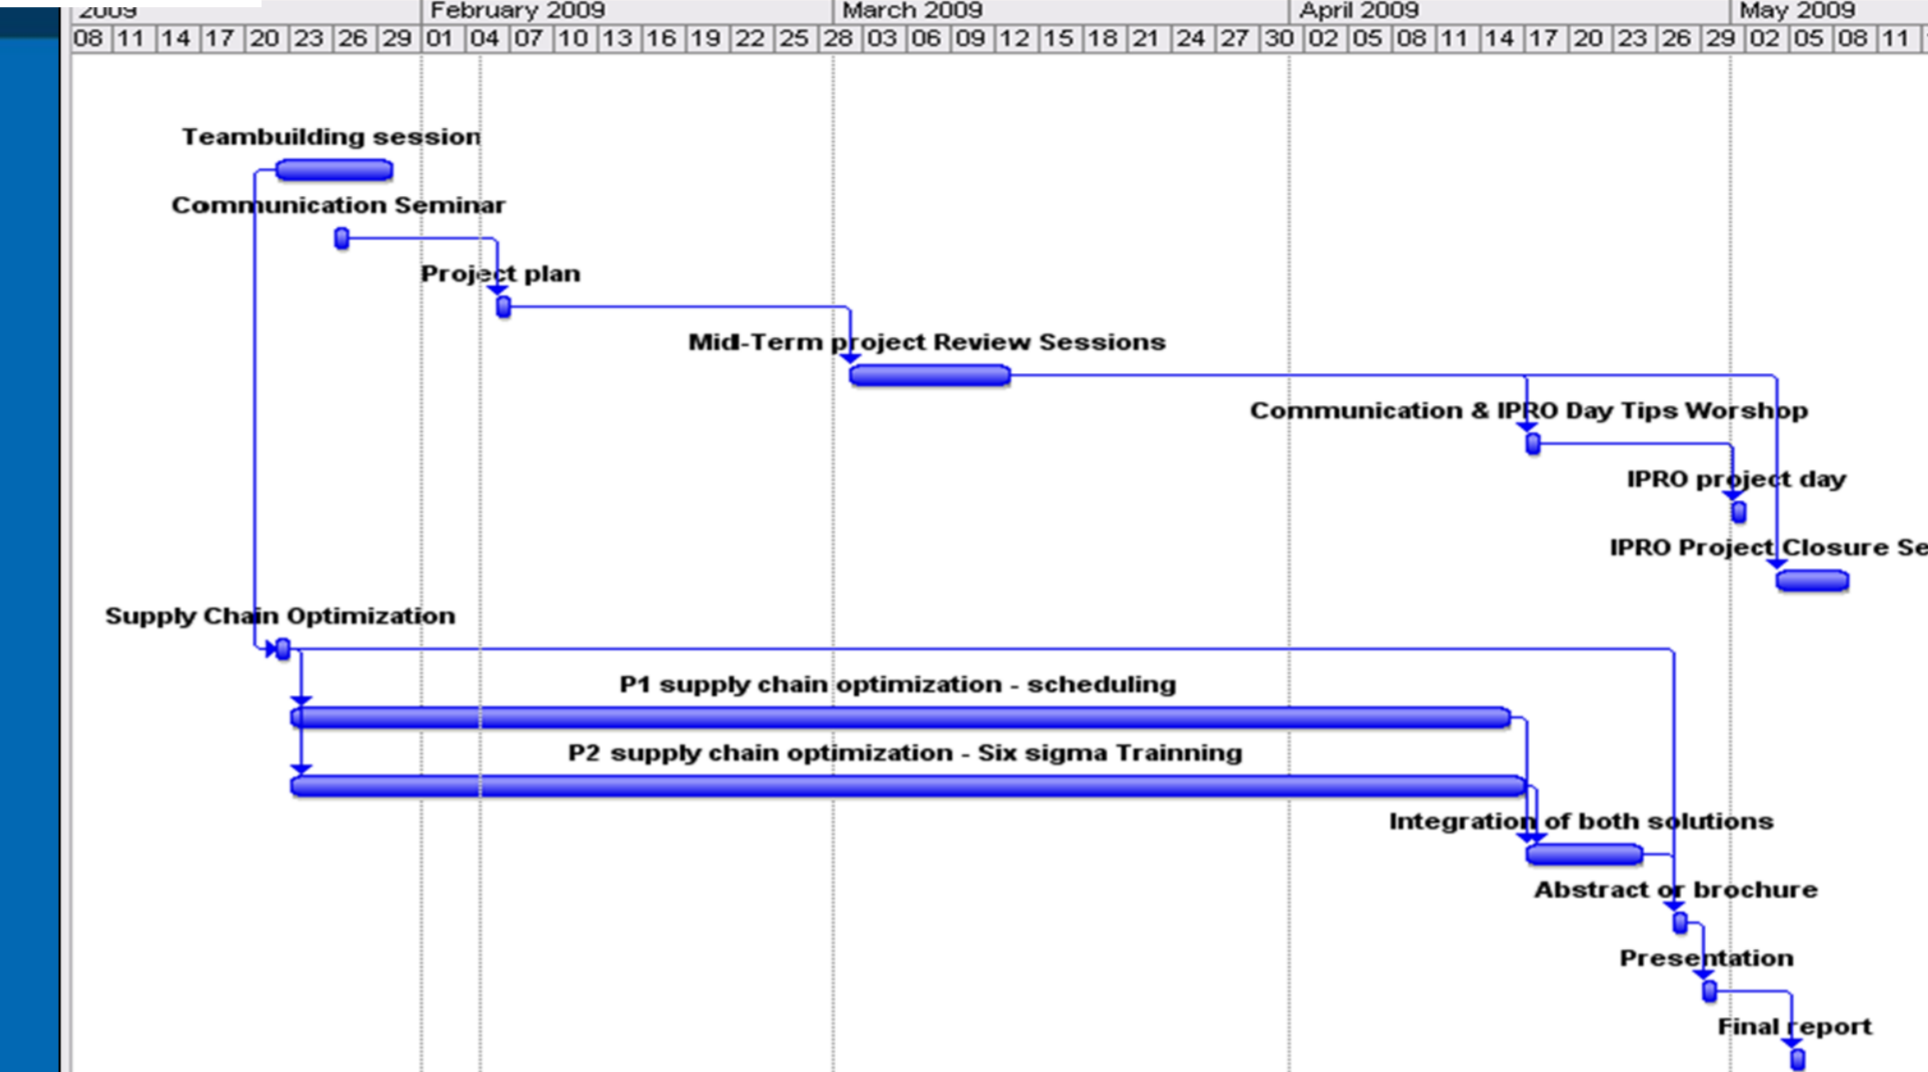 2009 February 2009 March 2009 April 2009 May 2009
08 11 14 17 20 23 26 29 01 04 07 10 13 16 19 22 25 28 03 06 09 12 15 18 21 24 27 30 02 05 08 11 14 17 20 23 26 29 02 05 08 11
Teambuilding session
Communication Seminar
Project plan
Mid-Term project Review Sessions
Communication & IPRO Day Tips Worshop
IPRO project day
IPRO Project Closure Se
Supply Chain Optimization
P1 supply chain optimization - scheduling
P2 supply chain optimization - Six sigma Trainning
Integration of both solutions
Abstract or brochure
Presentation
Final report